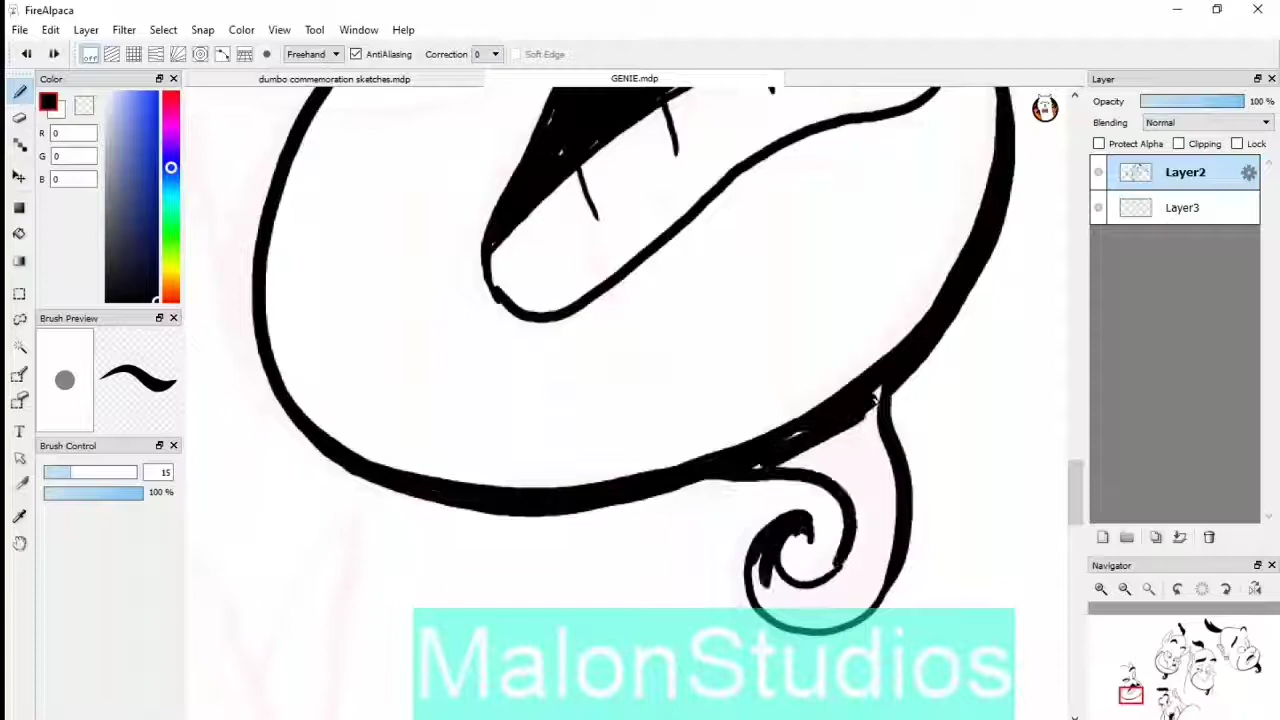 FireAlpaca
File Edit Layer Filter Select Snap Color View Tool Window Help
off Freehand AntiAliasing Correction 0 Soft Edge
Color dumbo commemoration sketches.mdp GENIE.mdp Layer
Opacity 100 %
Blending Normal
R 0
Protect Alpha Clipping Lock
G 0
Layer2
B 0
Layer3
Brush Preview
Brush Control
15
100 %
Navigator
MalonStudios